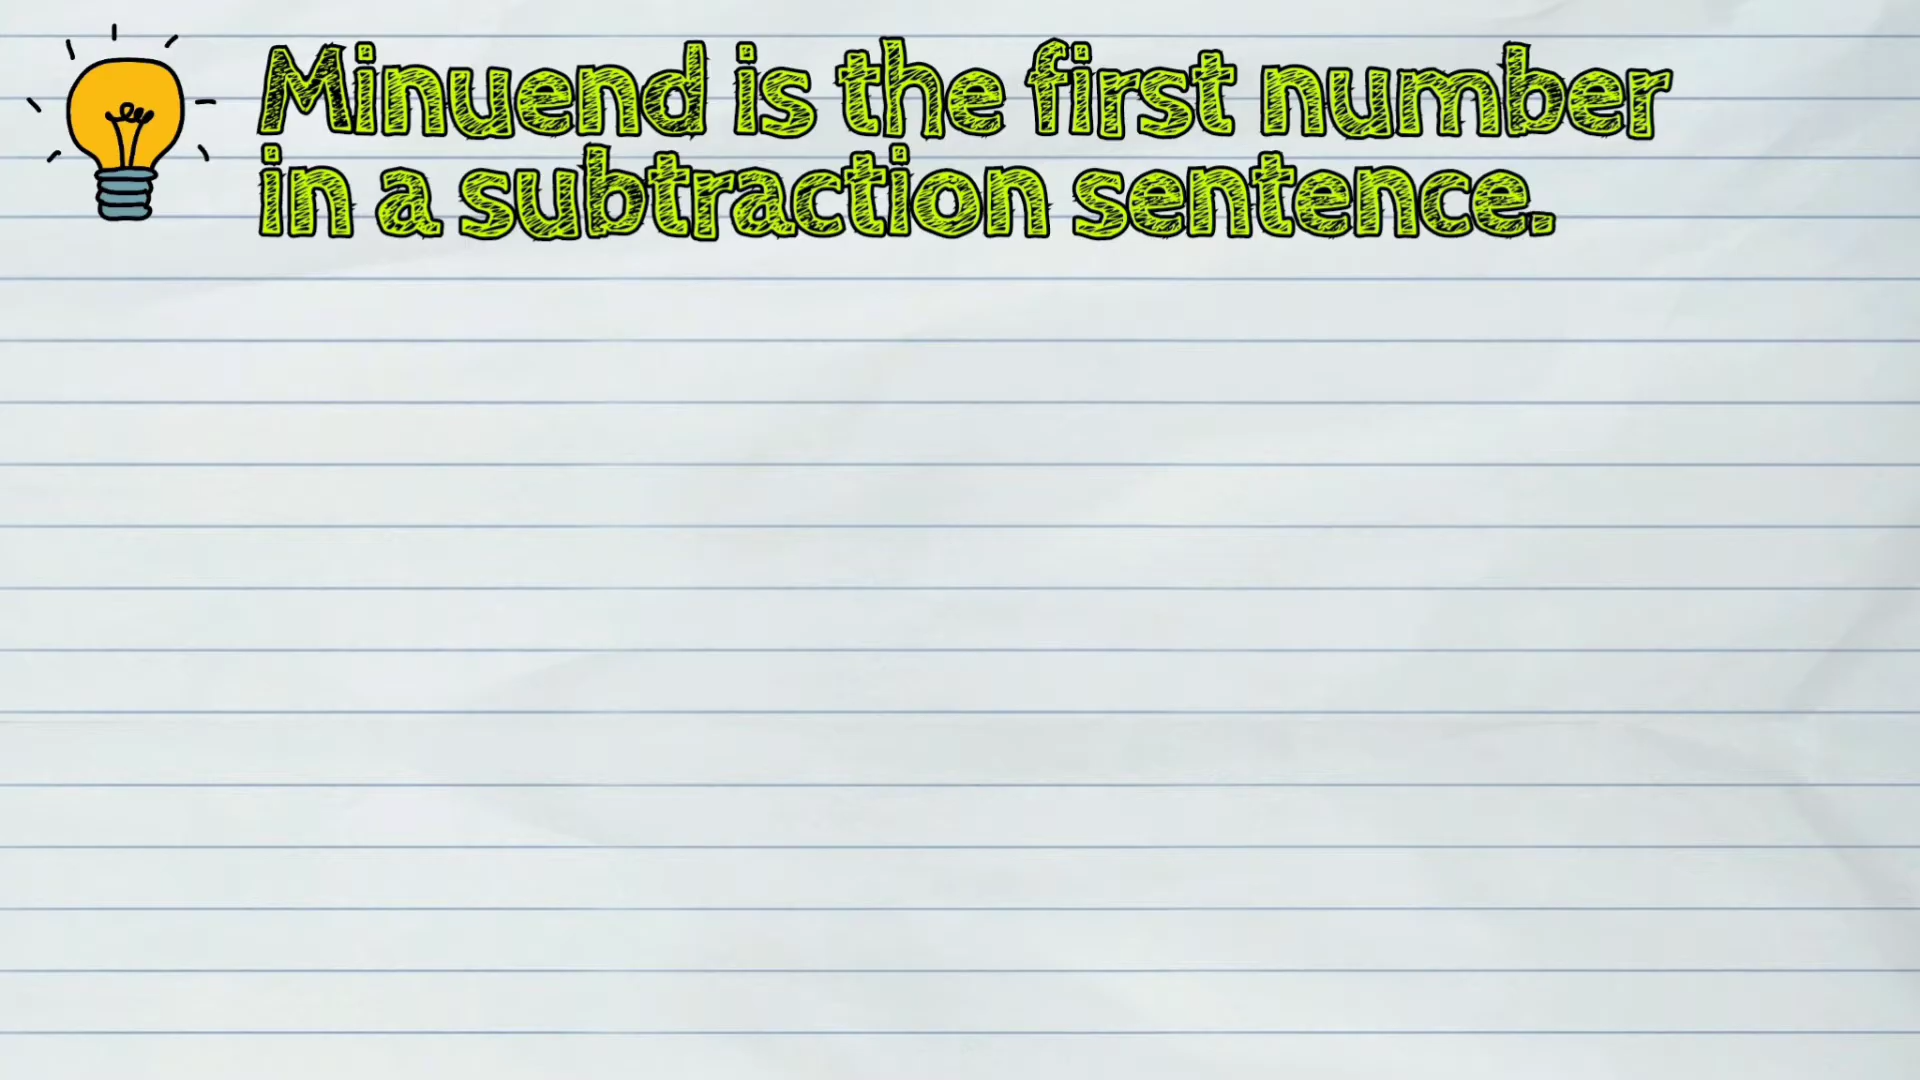 Minuend is the first number
in a subtraction sentence.